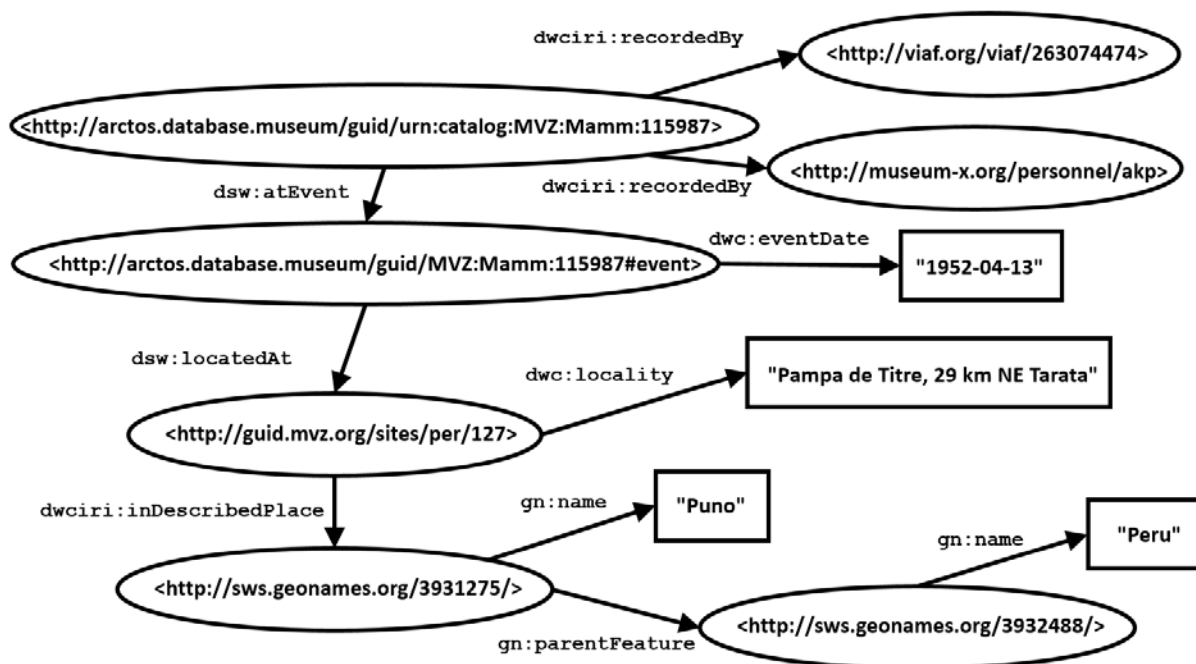 dwciri:recordedBy
<http://viaf.org/viaf/263074474>
<http://arctos.database.museum/guid/urn:catalog:MVZ:Mamm:115987>
<http://museum-x.org/personnel/akp>
dsw:atEvent
dwciri:recordedBy
dwc:eventDate
<http://arctos.database.museum/guid/MVZ:Mamm:115987#event>
"1952-04-13"
dsw:locatedAt
dwc:locality
"Pampa de Titre, 29 km NE Tarata"
<http://guid.mvz.org/sites/per/127>
dwciri:inDescribedPlace
gn:name
"Puno"
gn:name
"Peru"
<http://sws.geonames.org/3931275/>
gn:parentFeature
<http://sws.geonames.org/3932488/>